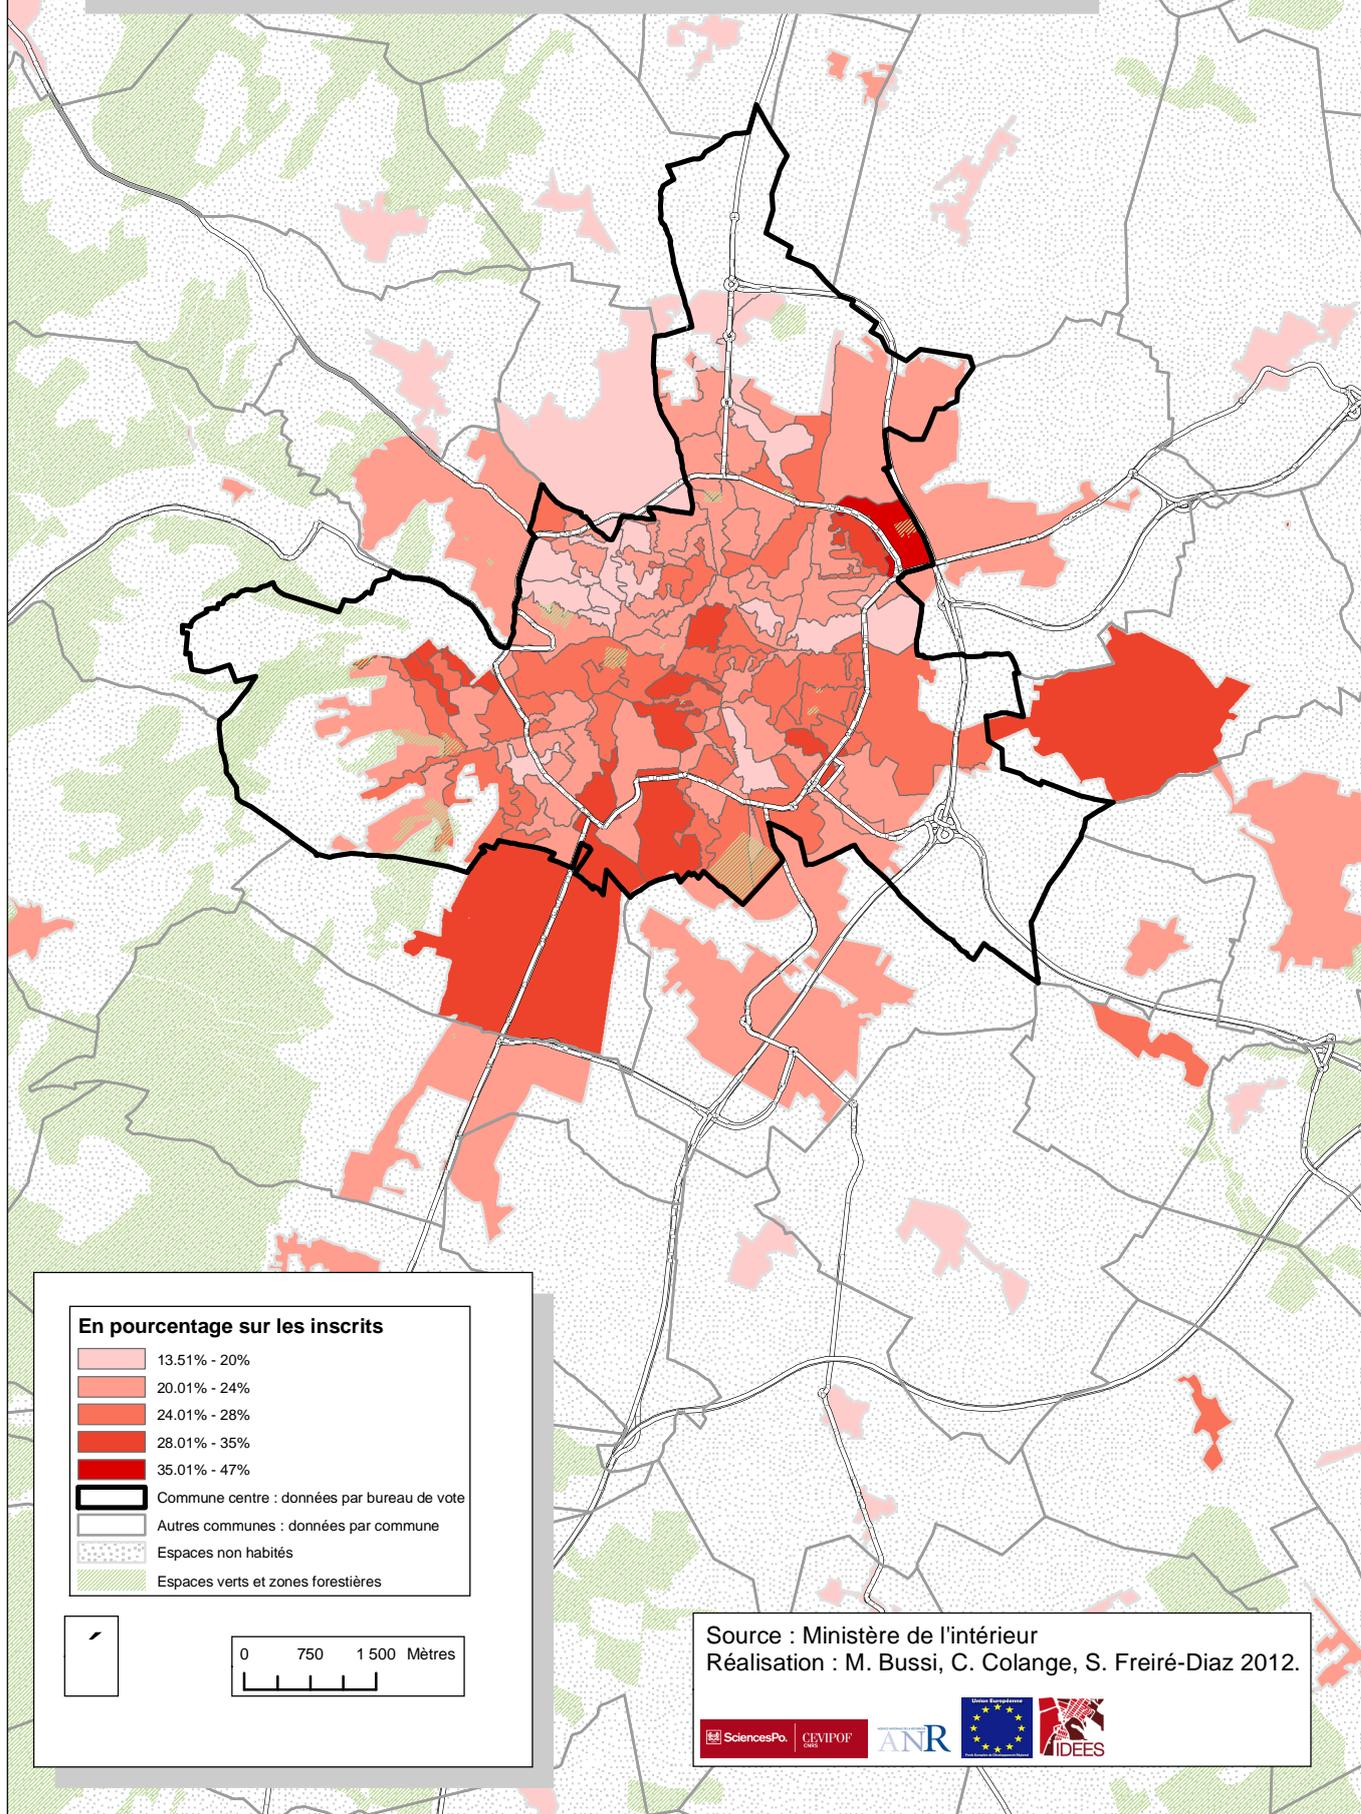 En pourcentage sur les inscrits
13.51% - 20%
20.01% - 24%
24.01% - 28%
28.01% - 35%
35.01% - 47%
Commune centre : données par bureau de vote
Autres communes : données par commune
Espaces non habités
Espaces verts et zones forestières
0 750 1 500 Mètres
Source : Ministère de l'intérieur
Réalisation : M. Bussi, C. Colange, S. Freiré-Diaz 2012.
SciencesPo.
CEVIPOF
CNRS
ANR
Union Européenne
IDEES